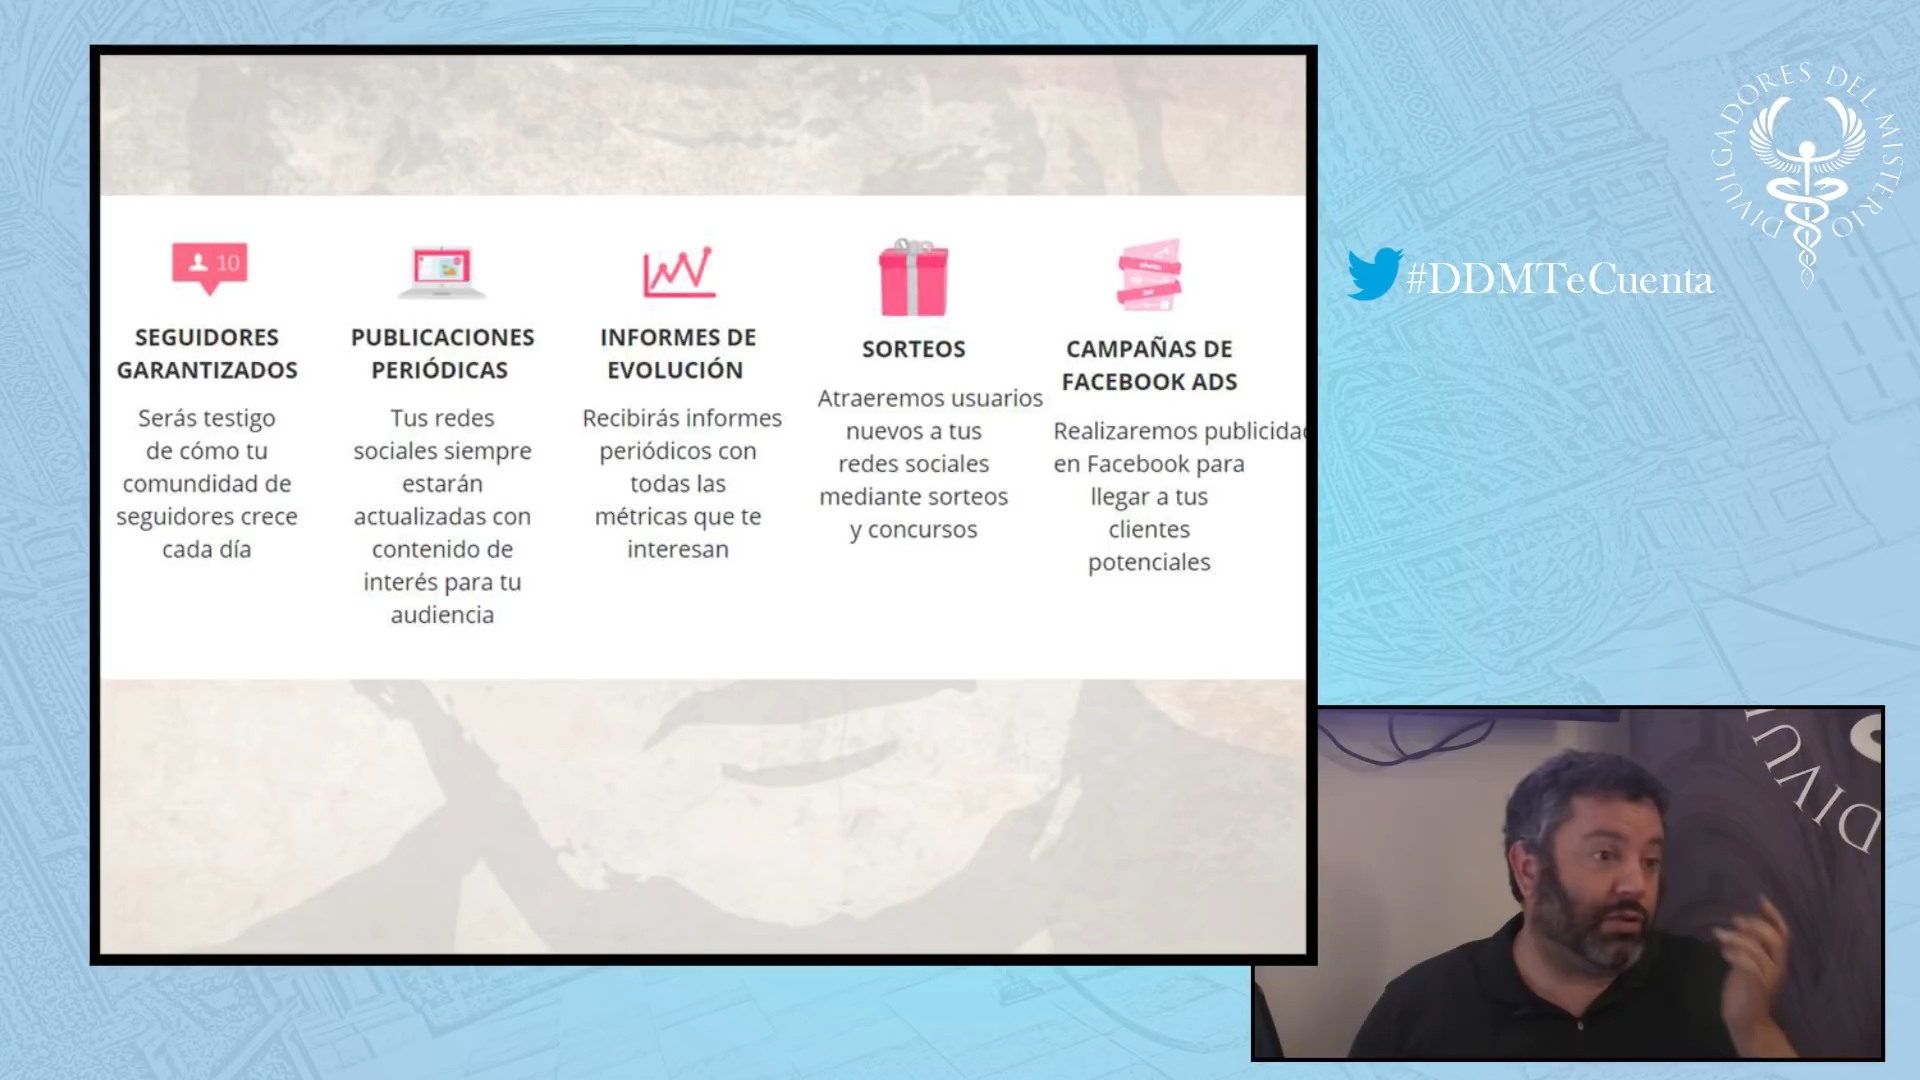 10
SEGUIDORES
GARANTIZADOS
Serás testigo
de cómo tu
comundidad de
seguidores crece
cada día
PUBLICACIONES
PERIÓDICAS
Tus redes
sociales siempre
estarán
actualizadas con
contenido de
interés para tu
audiencia
INFORMES DE
EVOLUCIÓN
Recibirás informes
periódicos con
todas las
métricas que te
interesan
SORTEOS
Atraeremos usuarios
nuevos a tus
redes sociales
mediante sorteos
y concursos
CAMPAÑAS DE
FACEBOOK ADS
Realizaremos publicidad
en Facebook para
llegar a tus
clientes
potenciales
DIVULGADORES DEL MISTERIO
#DDMTeCuenta
DIVU